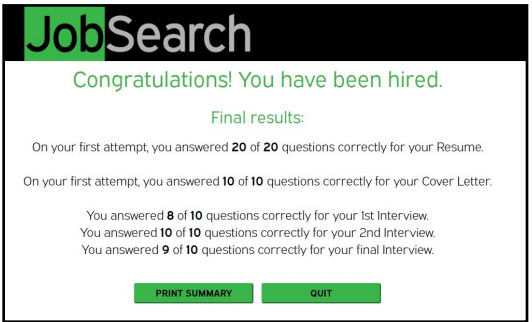 JobSearch
Congratulations! You have been hired.
Final results:
On your first attempt, you answered 20 of 20 questions correctly for your Resume.
On your first attempt, you answered 10 of 10 questions correctly for your Cover Letter.
You answered 8 of 10 questions correctly for your 1st Interview.
You answered 10 of 10 questions correctly for your 2nd Interview.
You answered 9 of 10 questions correctly for your final Interview.
PRINT SUMMARY QUIT